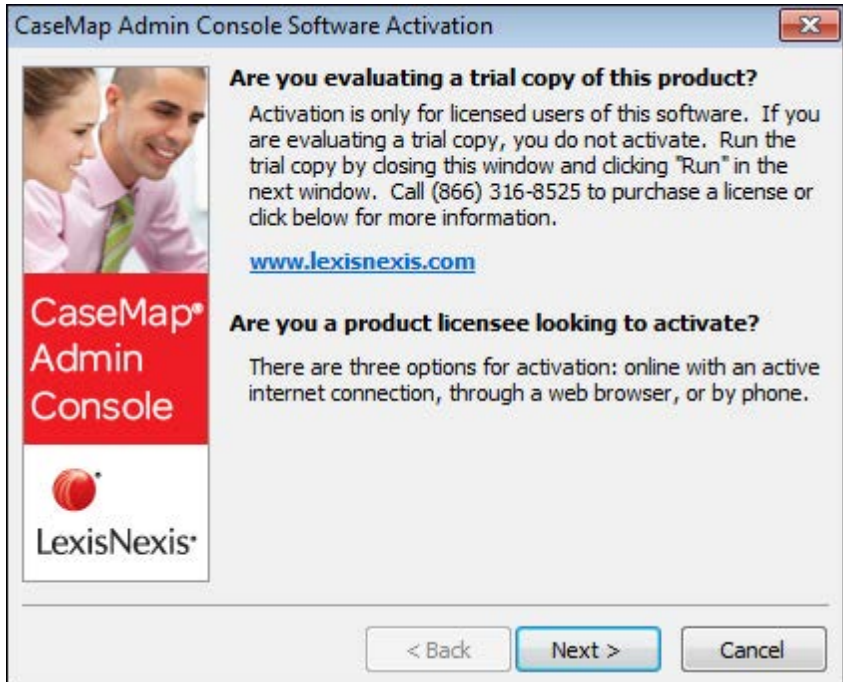 CaseMap Admin Console Software Activation
Are you evaluating a trial copy of this product?
Activation is only for licensed users of this software. If you
are evaluating a trial copy, you do not activate. Run the
trial copy by closing this window and clicking "Run" in the
next window. Call (866) 316-8525 to purchase a license or
click below for more information.
www.lexisnexis.com
CaseMap®
Admin
Console
Are you a product licensee looking to activate?
There are three options for activation: online with an active
internet connection, through a web browser, or by phone.
LexisNexis®
< Back
Next >
Cancel